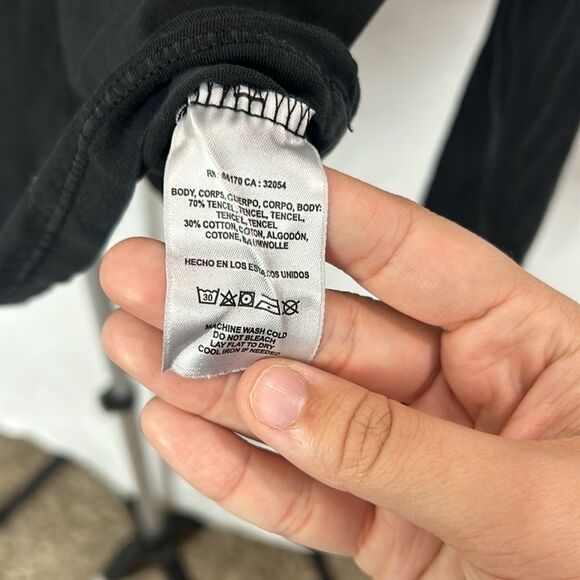 CA : 32054
BODY, CORPS, CUERPO, CORPO, BODY:
70% TENCEL, TENCEL, TENCEL,
TENCEL, TENCEL
30% COTTON, COTON, ALGODÓN,
COTONE, BAUMWOLLE
HECHO EN LOS ESTADOS UNIDOS
30
MACHINE WASH COLD
DO NOT BLEACH
LAY FLAT TO DRY
COOL IRON IF NEEDED